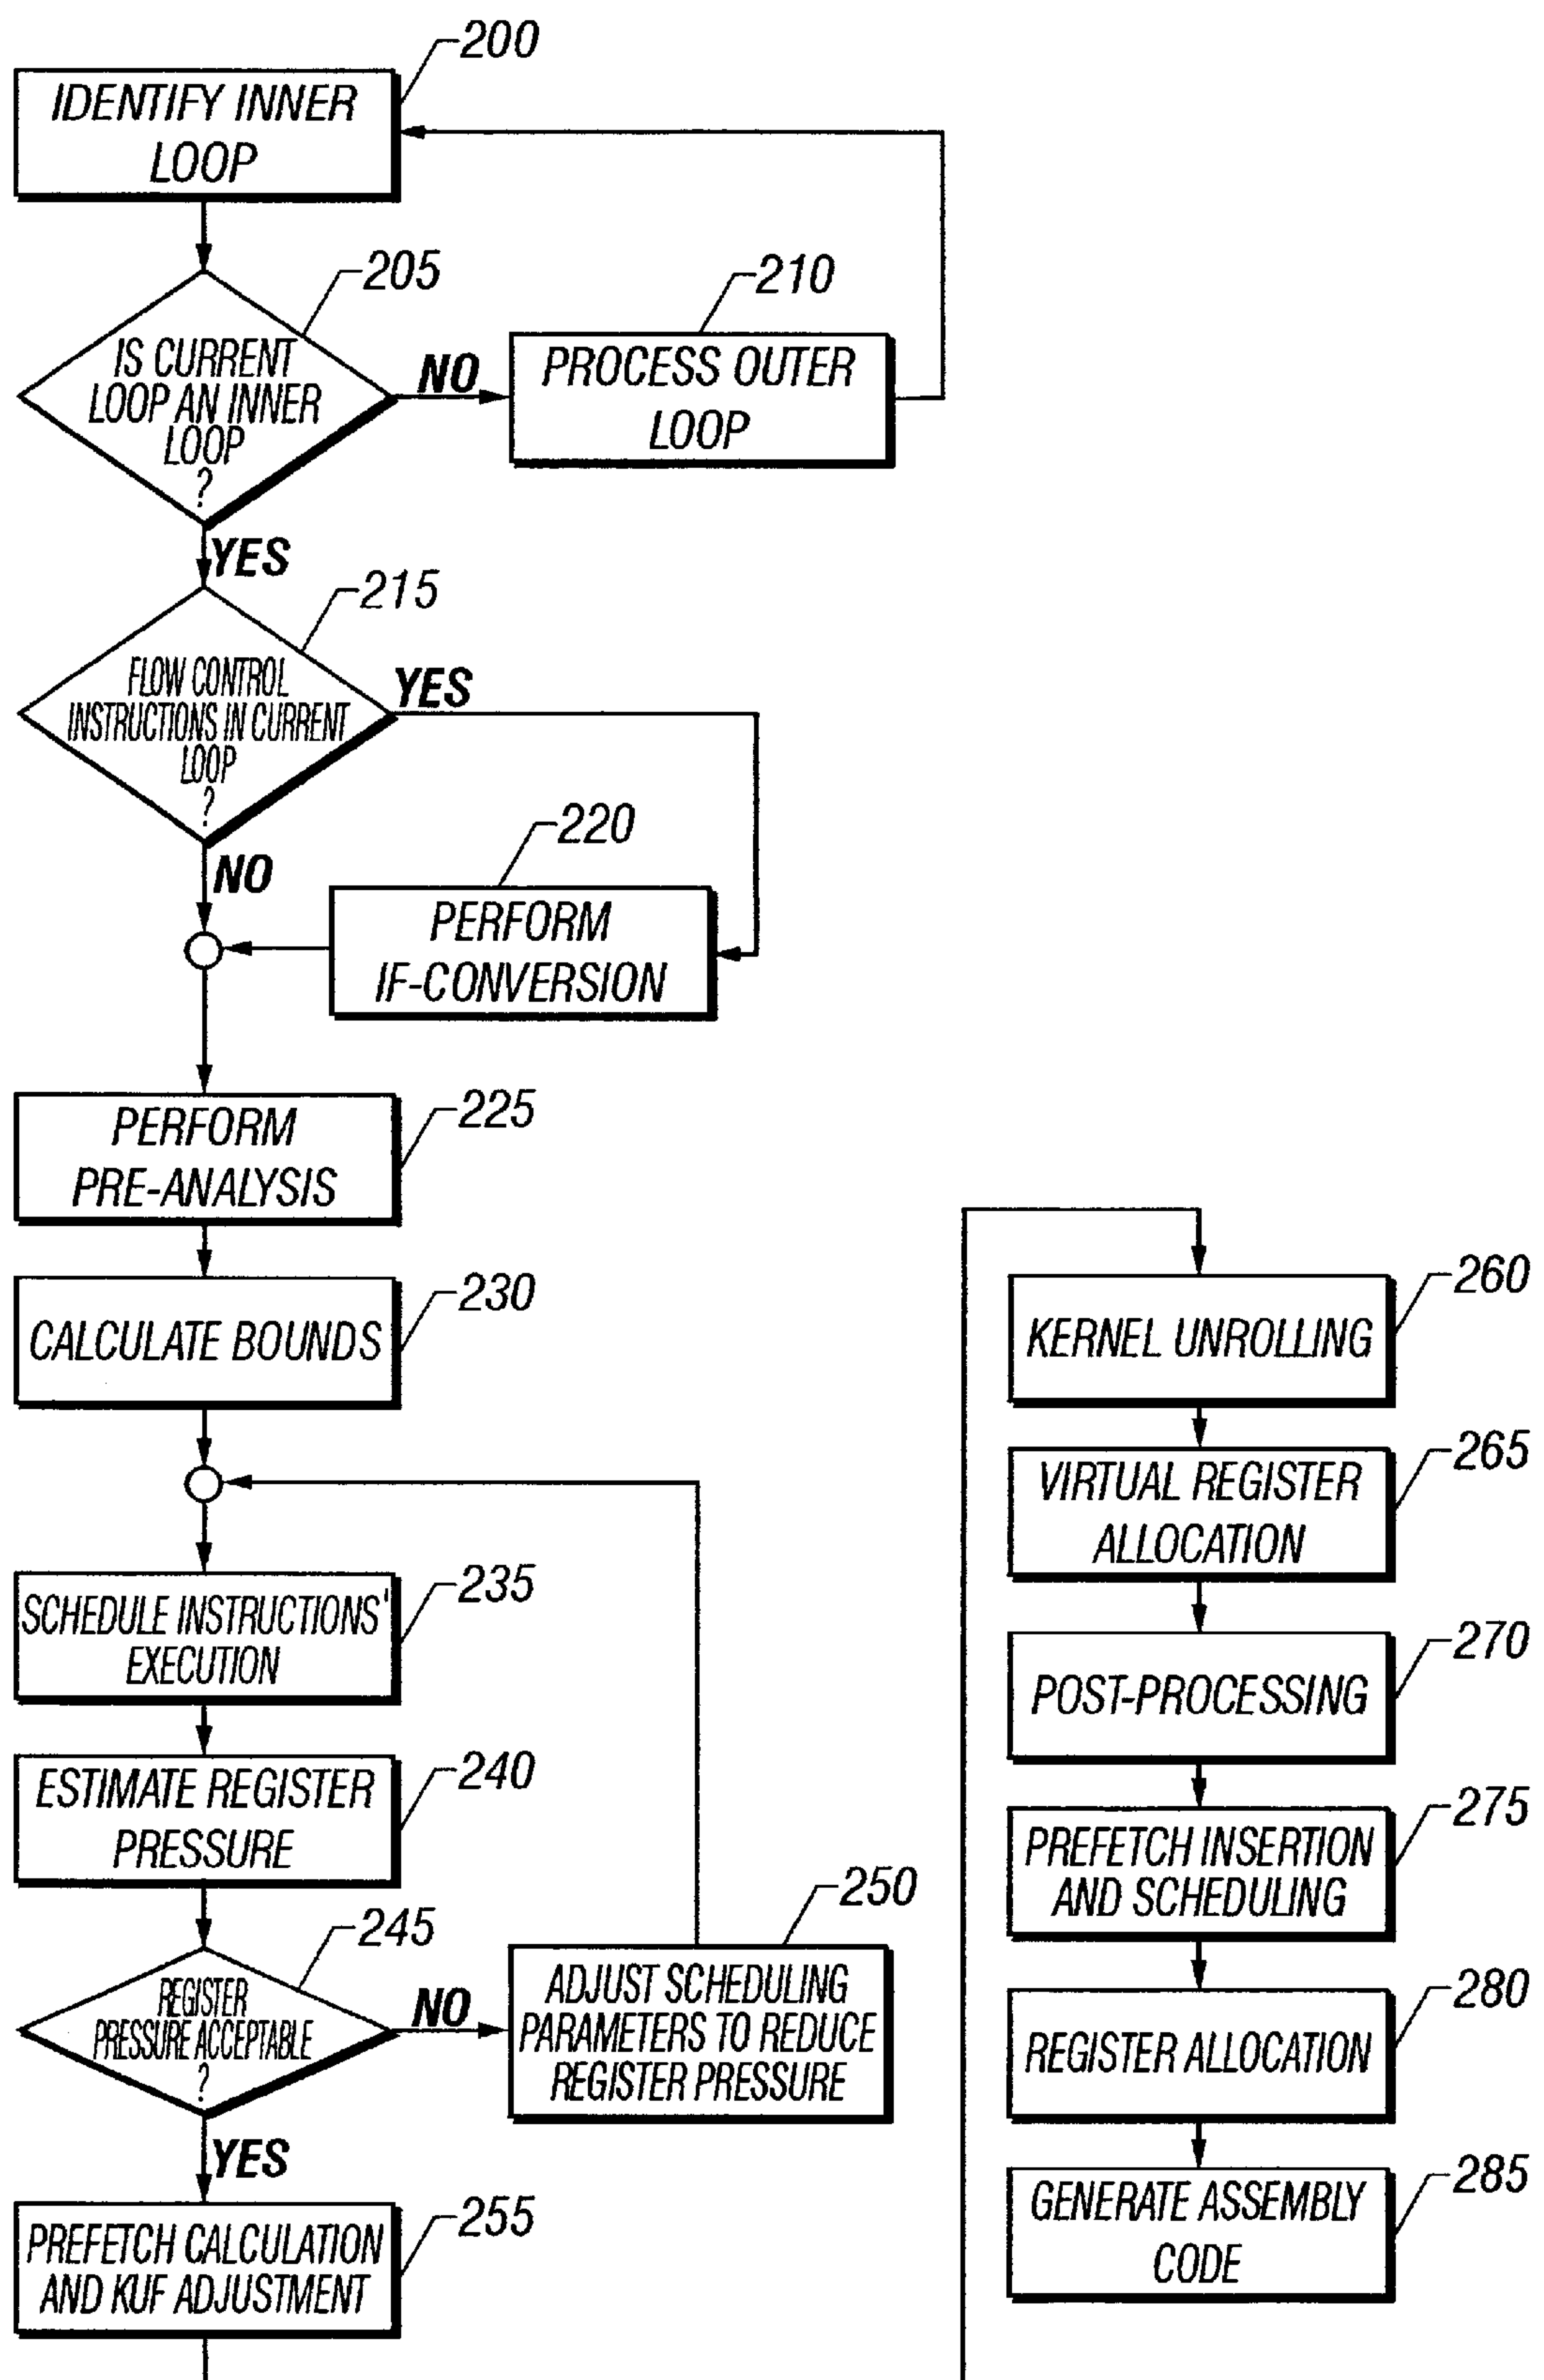 200
IDENTIFY INNER
LOOP
205
IS CURRENT
LOOP AN INNER
LOOP
?
NO
210
PROCESS OUTER
LOOP
YES
215
FLOW CONTROL
INSTRUCTIONS IN CURRENT
LOOP
?
YES
NO
220
PERFORM
IF-CONVERSION
225
PERFORM
PRE-ANALYSIS
230
CALCULATE BOUNDS
235
SCHEDULE INSTRUCTIONS'
EXECUTION
240
ESTIMATE REGISTER
PRESSURE
245
REGISTER
PRESSURE ACCEPTABLE
?
NO
250
ADJUST SCHEDULING
PARAMETERS TO REDUCE
REGISTER PRESSURE
YES
255
PREFETCH CALCULATION
AND KUF ADJUSTMENT
260
KERNEL UNROLLING
265
VIRTUAL REGISTER
ALLOCATION
270
POST-PROCESSING
275
PREFETCH INSERTION
AND SCHEDULING
280
REGISTER ALLOCATION
285
GENERATE ASSEMBLY
CODE